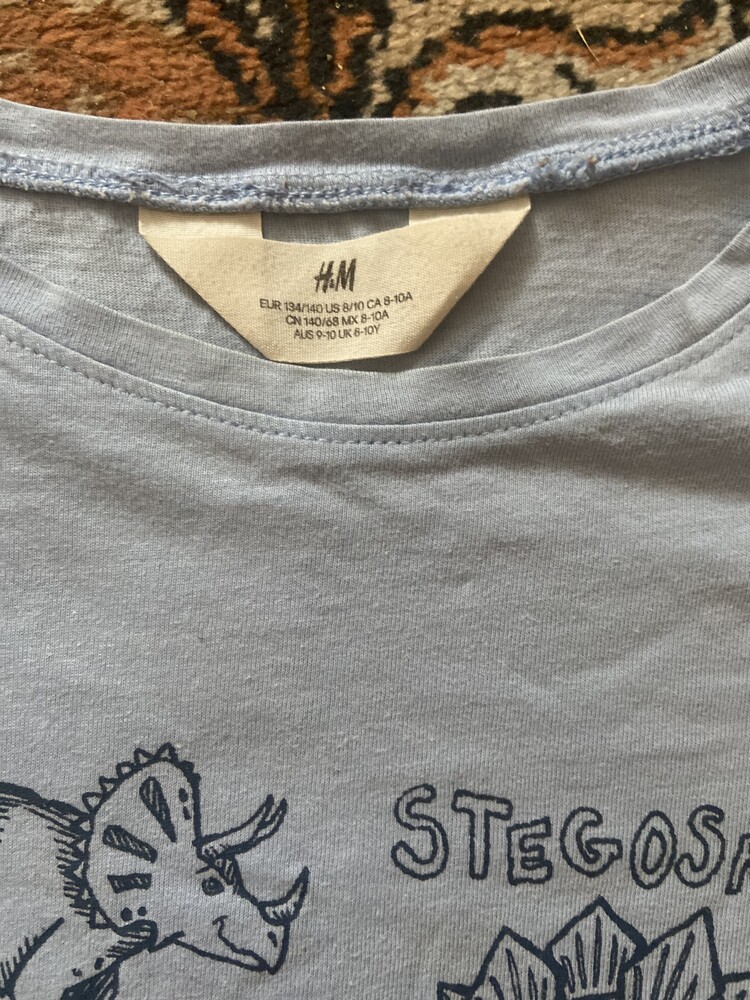 H&M
EUR 134/140 US 8/10 CA 8-10A
CN 140/68 MX 8-10A
AUS 9-10 UK 8-10Y
STEGOSA